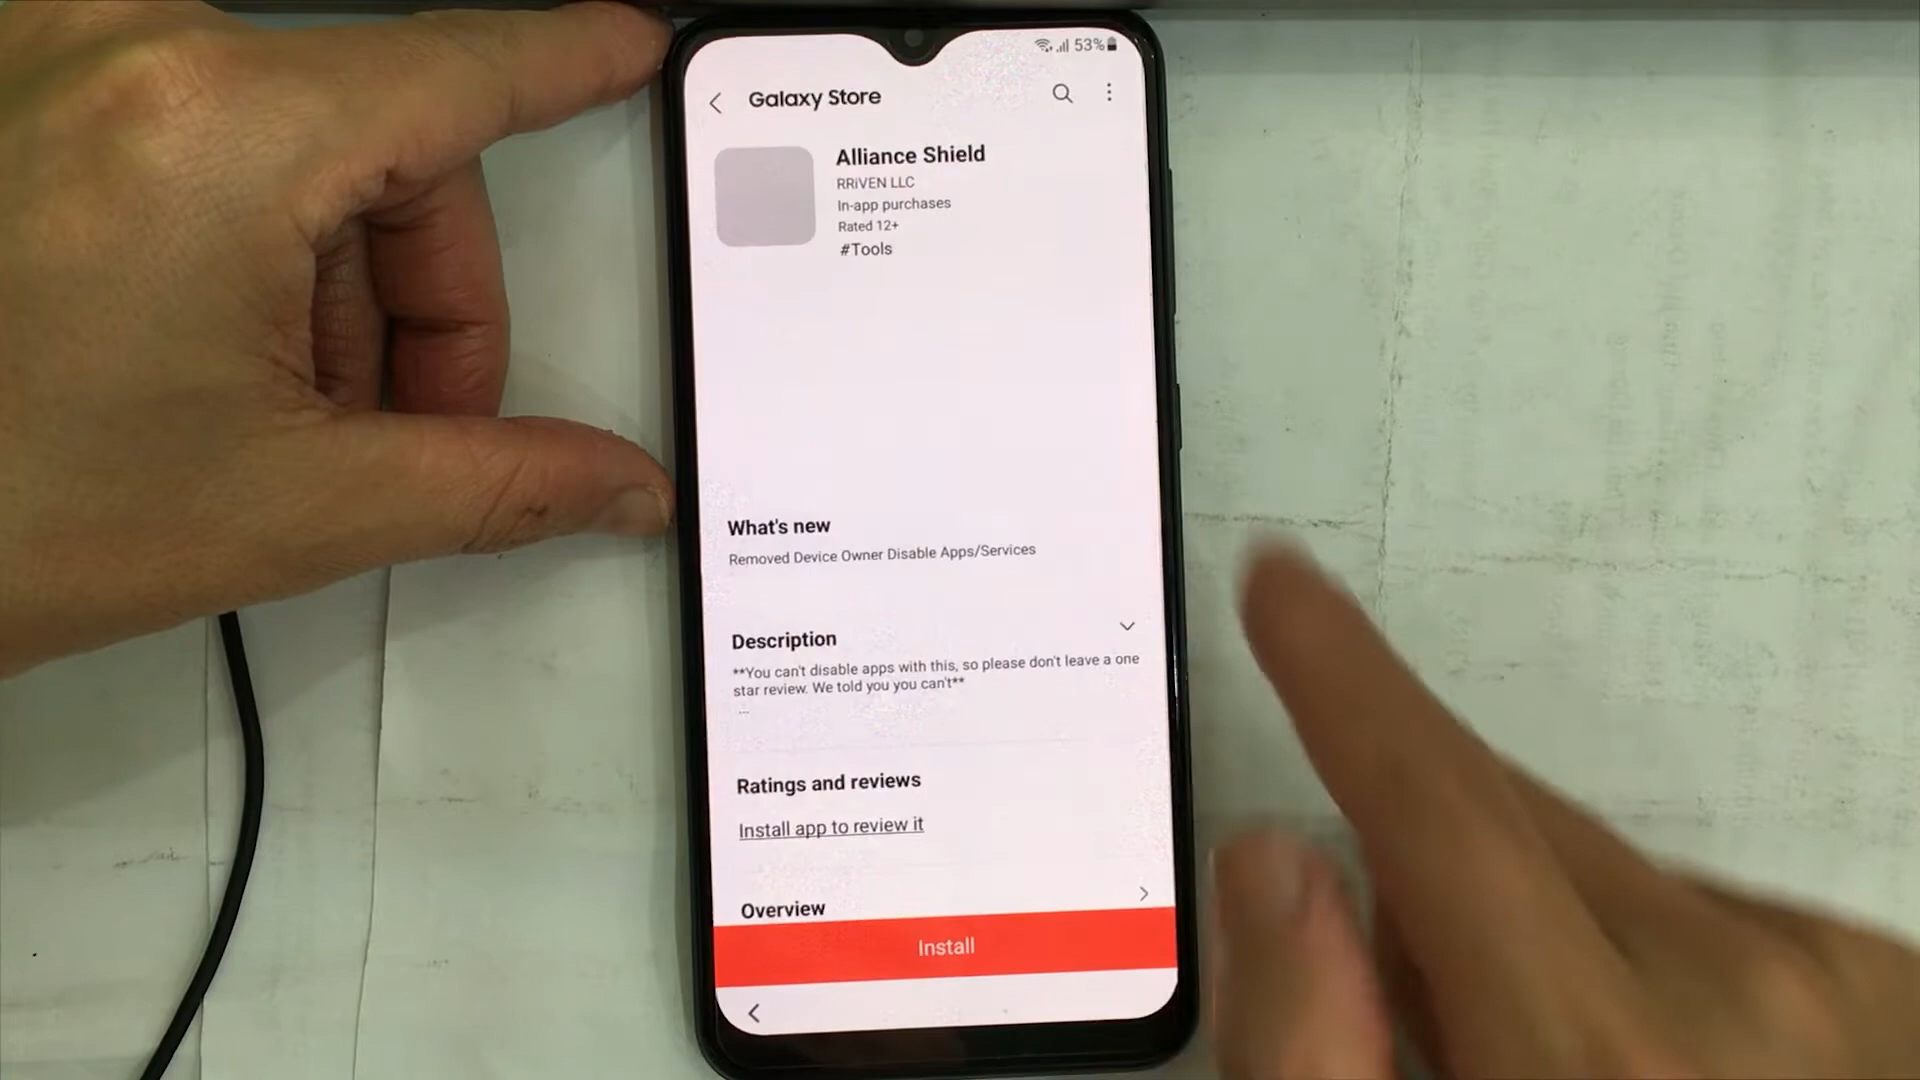 53%
Galaxy Store
Alliance Shield
RRiVEN LLC
In-app purchases
Rated 12+
#Tools
What's new
Removed Device Owner Disable Apps/Services
Description
**You can't disable apps with this, so please don't leave a one
star review. We told you you can't**
...
Ratings and reviews
Install app to review it
Overview
Install